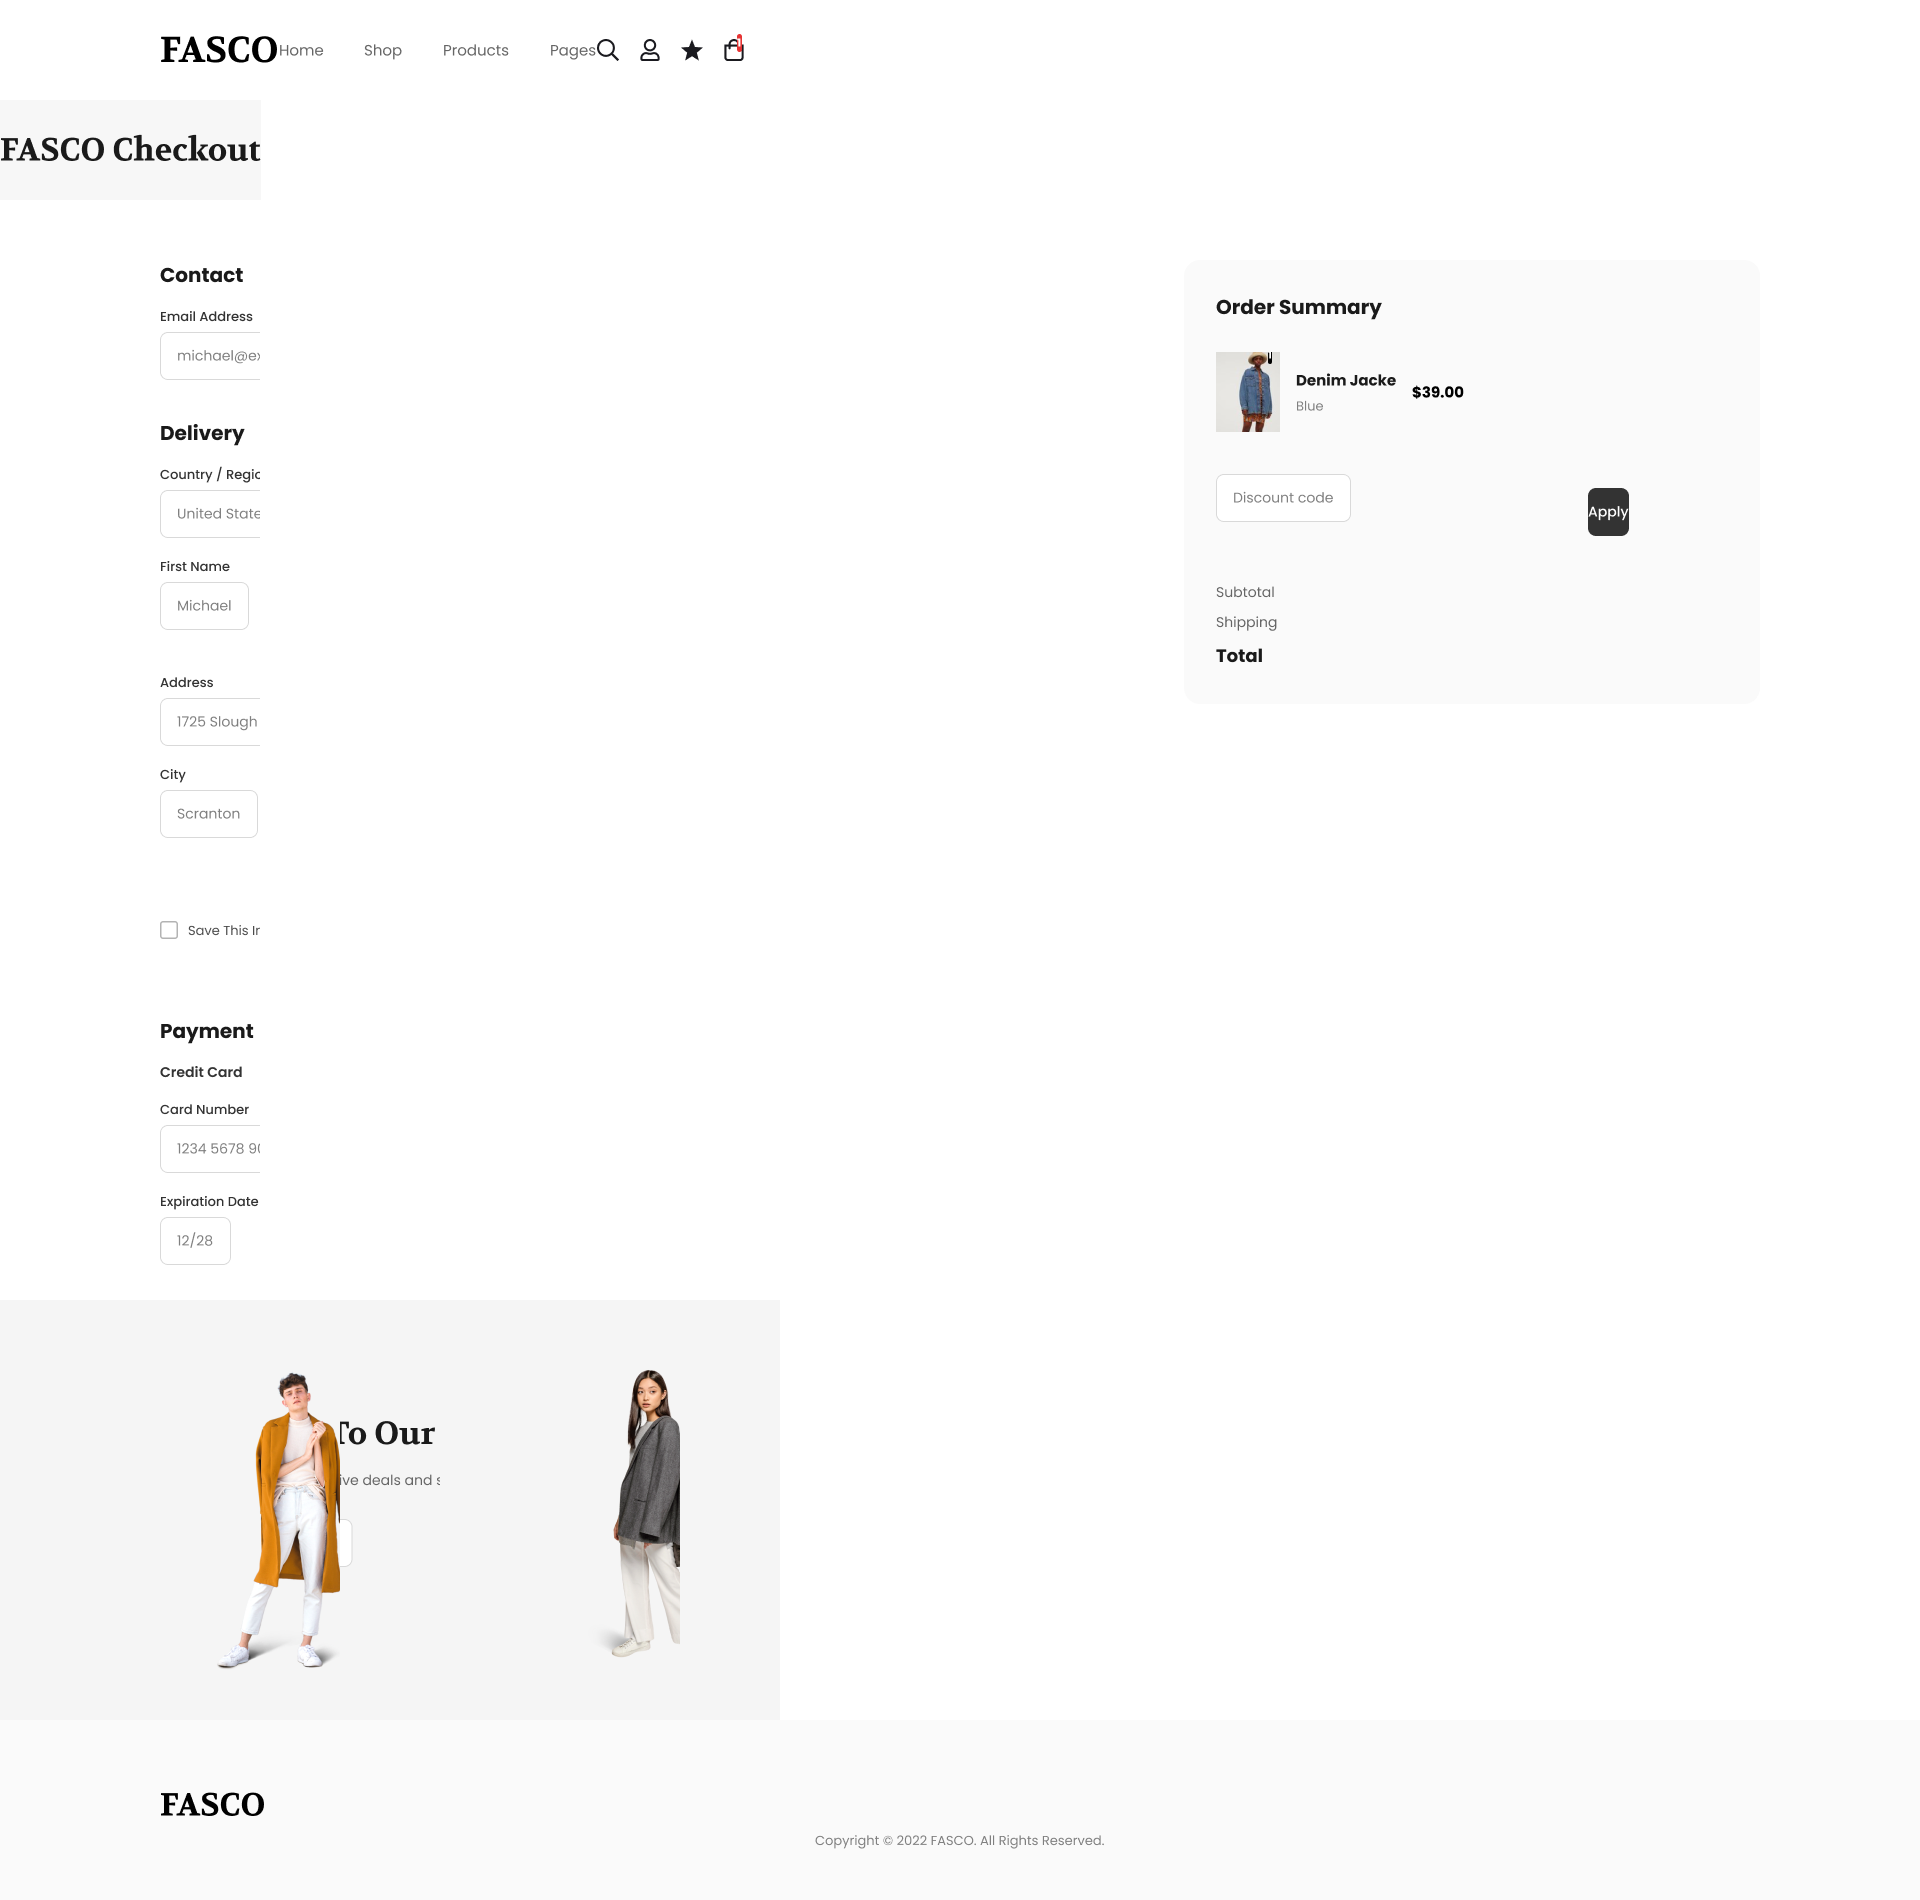 FASCO Home Shop Products Pages
FASCO Checkout
Contact
Email Address
michael@ex
Delivery
Country / Regio
United State
First Name
Michael
Address
1725 Slough
City
Scranton
Save This
Payment
Credit Card
Card Number
1234 5678 90
Expiration Date
12/28
Order Summary
Denim Jacke
$39.00
Blue
Discount code
Apply
Subtotal
Shipping
Total
To Our
ive deals and s
FASCO
Copyright © 2022 FASCO. All Rights Reserved.